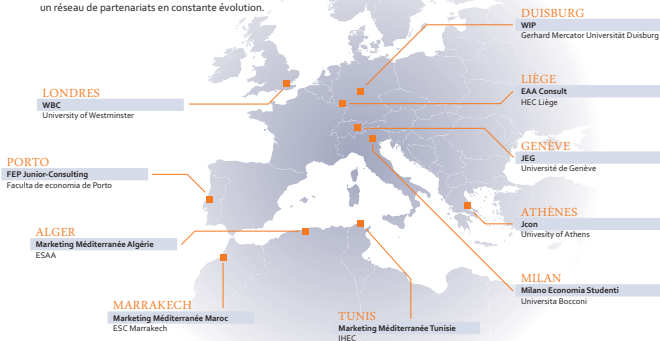 un réseau de partenariats en constante évolution.
DUISBURG
WIP
Gerhard Mercator Universität Duisburg
LIÈGE
EAA Consult
HEC Liège
LONDRES
WBC
University of Westminster
GENÈVE
JEG
Université de Genève
PORTO
FEP Junior-Consulting
Faculta de economia de Porto
ATHÈNES
Jcon
Univesity of Athens
ALGER
Marketing Méditerranée Algérie
ESAA
MILAN
Milano Economia Studenti
Universita Bocconi
MARRAKECH
Marketing Méditerranée Maroc
ESC Marrakech
TUNIS
Marketing Méditerranée Tunisie
IHEC